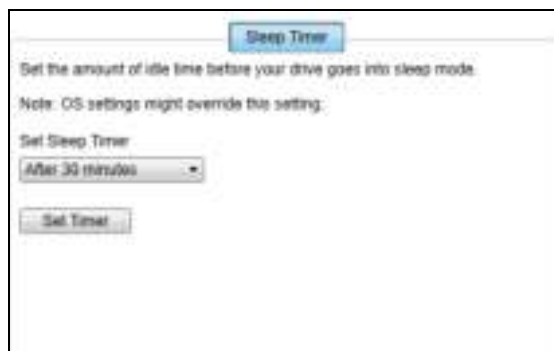 Sleep Timer
Set the amount of idle time before your drive goes into sleep mode.
Note: OS settings might override this setting.
Set Sleep Timer
After 30 minutes
Set Timer